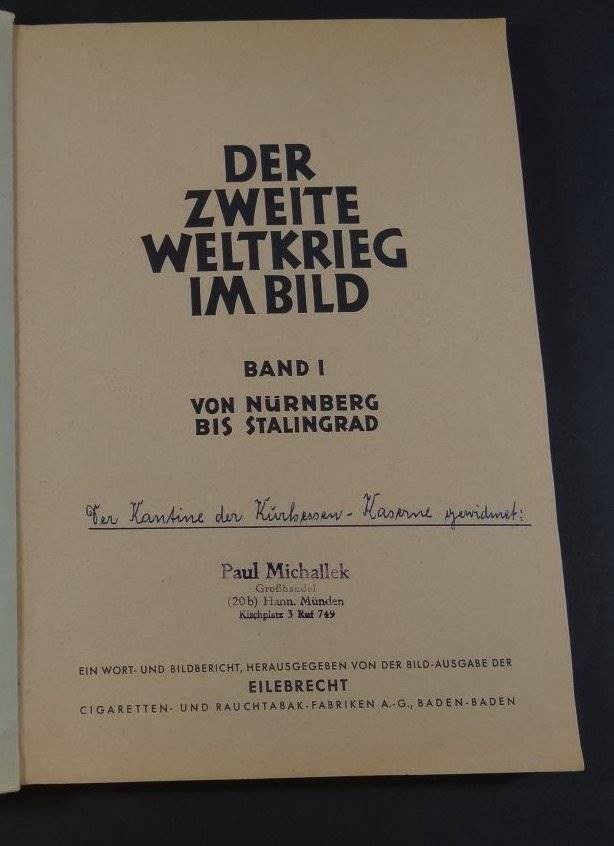 DER
ZWEITE
WELTKRIEG
IM BILD
BAND I
VON NÜRNBERG
BIS STALINGRAD
Der Kantine der Kurhessen-Kaserne gewidmet:
Paul Michallek
Großhandel
(20b) Hann. Münden
Kirchplatz 3 Ruf 749
EIN WORT- UND BILDBERICHT, HERAUSGEGEBEN VON DER BILD-AUSGABE DER
EILEBRECHT
CIGARETTEN- UND RAUCHTABAK-FABRIKEN A.-G., BADEN-BADEN